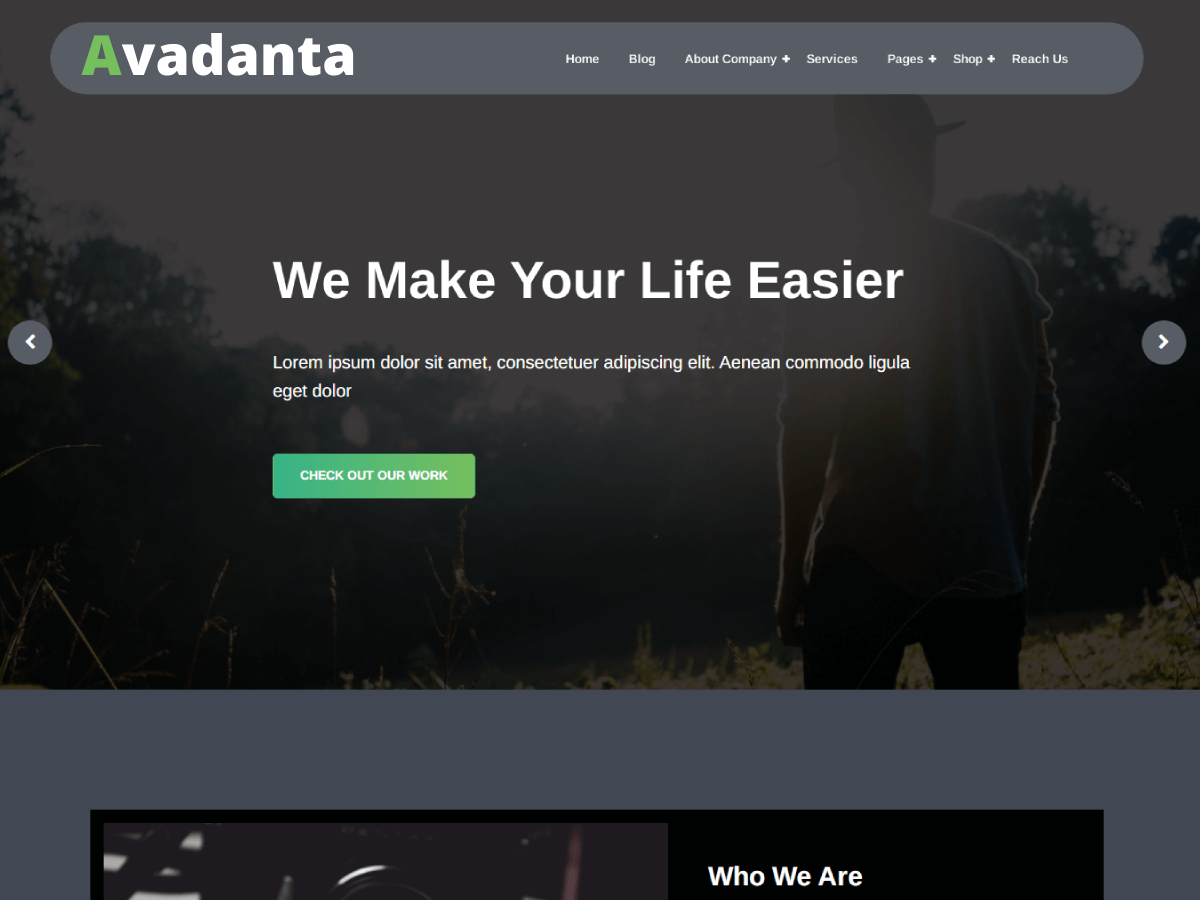 Avadanta
Home Blog About Company + Services Pages + Shop + Reach Us
We Make Your Life Easier
Lorem ipsum dolor sit amet, consectetuer adipiscing elit. Aenean commodo ligula
eget dolor
CHECK OUT OUR WORK
Who We Are